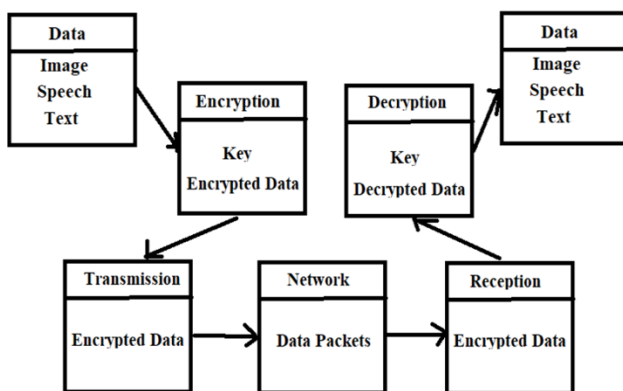 Data
Image
Speech
Text
Encryption
Key
Encrypted Data
Transmission
Encrypted Data
Network
Data Packets
Reception
Encrypted Data
Decryption
Key
Decrypted Data
Data
Image
Speech
Text